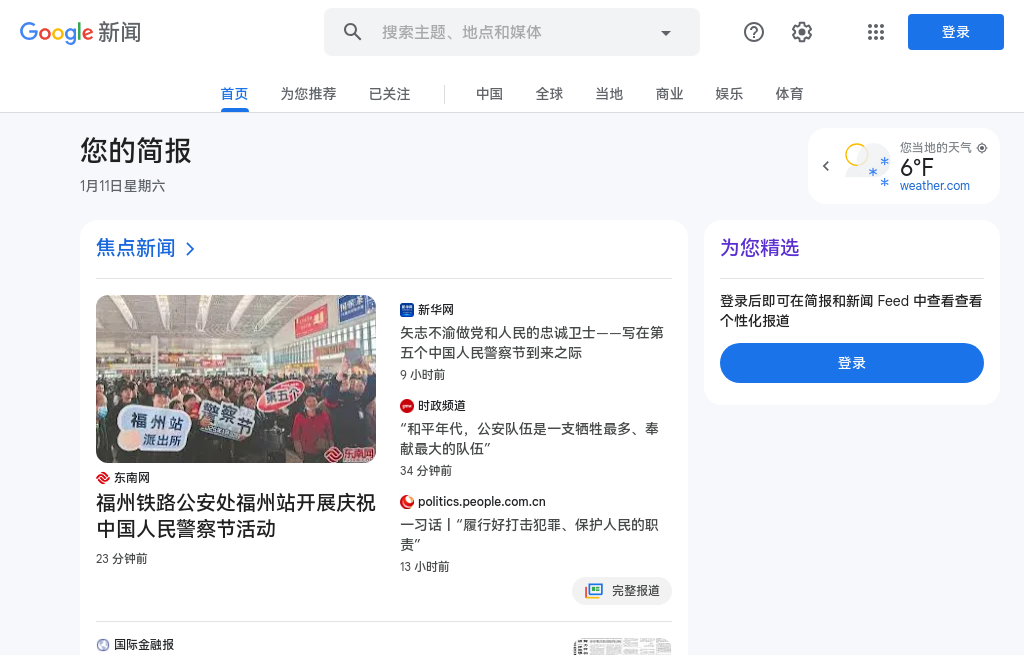 Google 新闻
搜索主题、地点和媒体
登录
首页
为您推荐
已关注
中国
全球
当地
商业
娱乐
体育
您的简报
1月11日星期六
您当地的天气
6°F
weather.com
焦点新闻
福州站
派出所
警察节
第五个
东南网
东南网
福州铁路公安处福州站开展庆祝
中国人民警察节活动
23 分钟前
新华网
矢志不渝做党和人民的忠诚卫士——写在第
五个中国人民警察节到来之际
9 小时前
时政频道
“和平年代，公安队伍是一支牺牲最多、奉
献最大的队伍”
34 分钟前
politics.people.com.cn
一习话丨“履行好打击犯罪、保护人民的职
责”
13 小时前
完整报道
国际金融报
为您精选
登录后即可在简报和新闻 Feed 中查看查看
个性化报道
登录